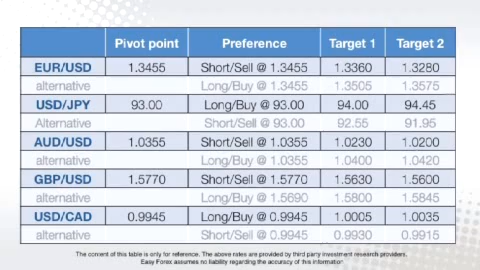 Pivot point Preference Target 1 Target 2
EUR/USD 1.3455 Short/Sell @ 1.3455 1.3360 1.3280
alternative Long/Buy @ 1.3455 1.3505 1.3575
USD/JPY 93.00 Long/Buy @ 93.00 94.00 94.45
Alternative Short/Sell @ 93.00 92.55 91.95
AUD/USD 1.0355 Short/Sell @ 1.0355 1.0230 1.0200
alternative Long/Buy @ 1.0355 1.0400 1.0420
GBP/USD 1.5770 Short/Sell @ 1.5770 1.5630 1.5600
alternative Long/Buy @ 1.5690 1.5800 1.5845
USD/CAD 0.9945 Long/Buy @ 0.9945 1.0005 1.0035
alternative Short/Sell @ 0.9945 0.9930 0.9915
The content of this table is only for reference. The above rates are provided by third party investment research providers.
Easy Forex assumes no liability regarding the accuracy of this information